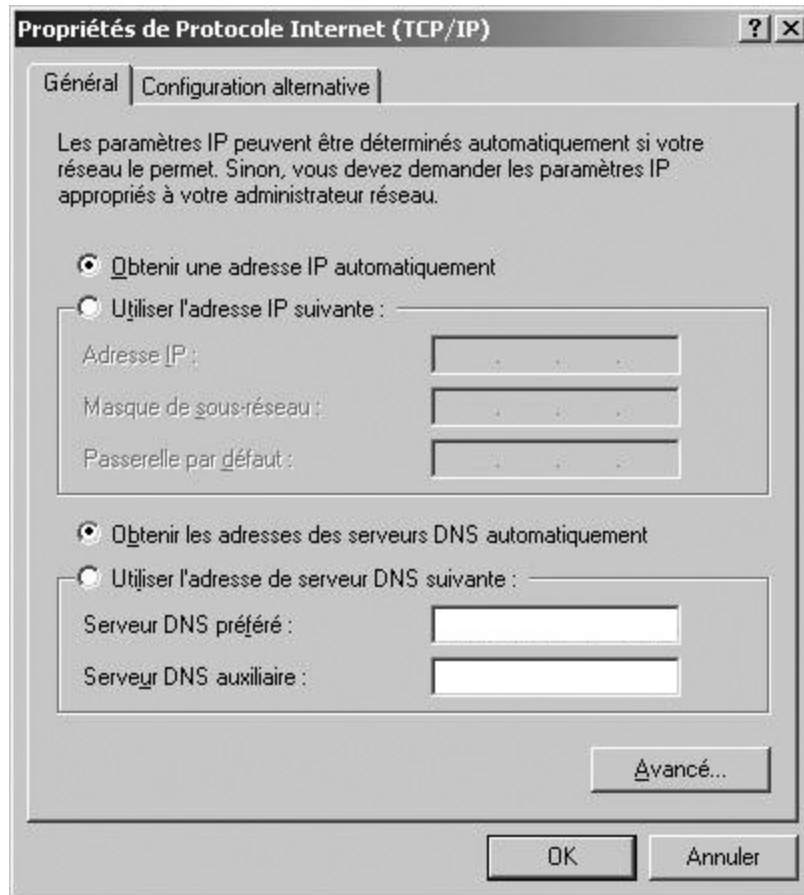 Propriétés de Protocole Internet (TCP/IP)
Général
Configuration alternative
Les paramètres IP peuvent être déterminés automatiquement si votre
réseau le permet. Sinon, vous devez demander les paramètres IP
appropriés à votre administrateur réseau.
Obtenir une adresse IP automatiquement
Utiliser l'adresse IP suivante :
Adresse IP :
Masque de sous-réseau :
Passerelle par défaut :
Obtenir les adresses des serveurs DNS automatiquement
Utiliser l'adresse de serveur DNS suivante :
Serveur DNS préféré :
Serveur DNS auxiliaire :
Avancé...
OK
Annuler